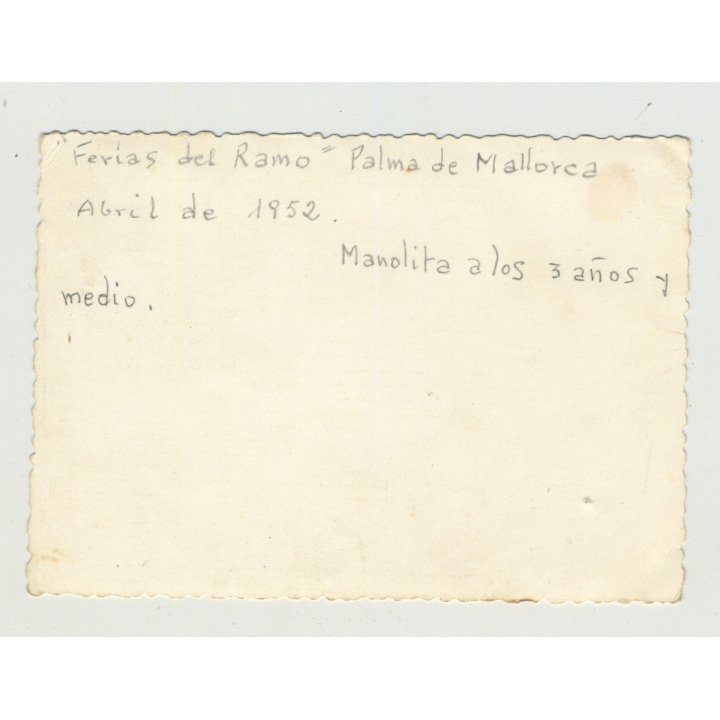 "Ferias del Ramo" Palma de Mallorca
Abril de 1952.
Manolita a los 3 años y
medio.